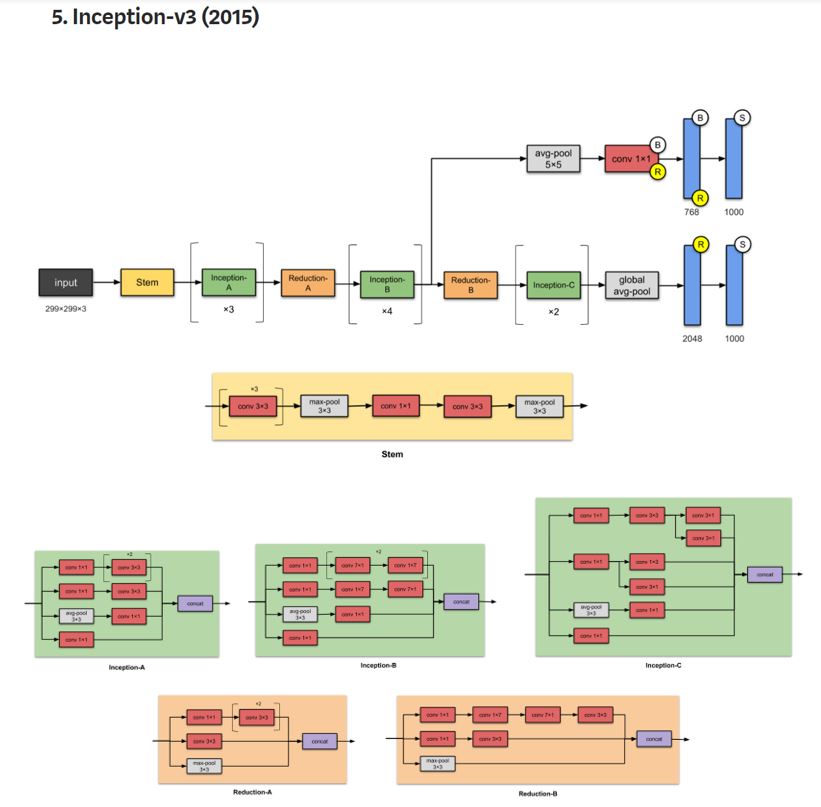 5. Inception-v3 (2015)
avg-pool
5×5
conv 1×1
B
R
B
R
768
S
1000
input
299×299×3
Stem
Inception-
A
×3
Reduction-
A
Inception-
B
×4
Reduction-
B
Inception-C
×2
global
avg-pool
R
2048
S
1000
×3
conv 3×3
max-pool
3×3
conv 1×1
conv 3×3
max-pool
3×3
Stem
×2
conv 1×1
conv 3×3
conv 1×1
conv 3×3
avg-pool
3×3
conv 1×1
conv 1×1
concat
Inception-A
×2
conv 1×1
conv 7×1
conv 1×7
conv 1×1
conv 1×7
conv 7×1
avg-pool
3×3
conv 1×1
conv 1×1
concat
Inception-B
conv 1×1
conv 3×3
conv 3×1
conv 3×1
conv 1×1
conv 1×3
conv 3×1
avg-pool
3×3
conv 1×1
conv 1×1
concat
Inception-C
×2
conv 1×1
conv 3×3
conv 3×3
max-pool
3×3
concat
Reduction-A
conv 1×1
conv 1×7
conv 7×1
conv 3×3
conv 1×1
conv 3×3
max-pool
3×3
concat
Reduction-B